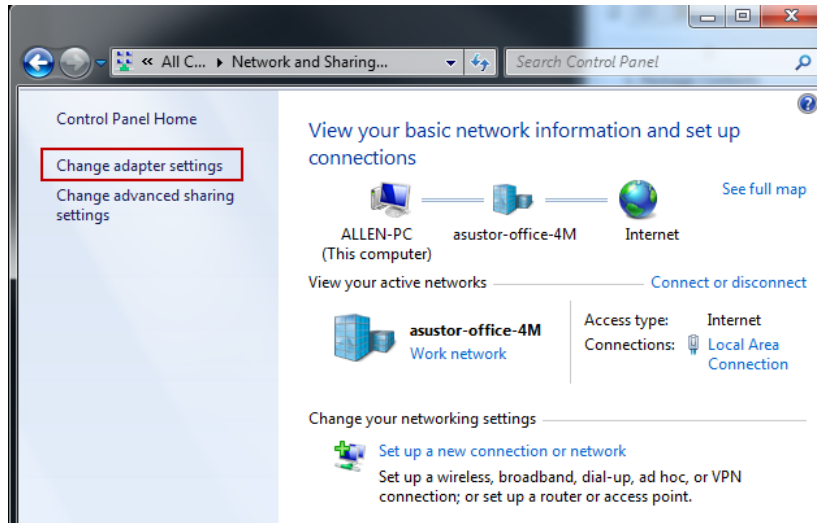 « All C... ▸ Network and Sharing...
Search Control Panel
Control Panel Home
Change adapter settings
Change advanced sharing
settings
View your basic network information and set up
connections
See full map
ALLEN-PC
(This computer)
asustor-office-4M
Internet
View your active networks
Connect or disconnect
asustor-office-4M
Work network
Access type: Internet
Connections: Local Area
Connection
Change your networking settings
Set up a new connection or network
Set up a wireless, broadband, dial-up, ad hoc, or VPN
connection; or set up a router or access point.